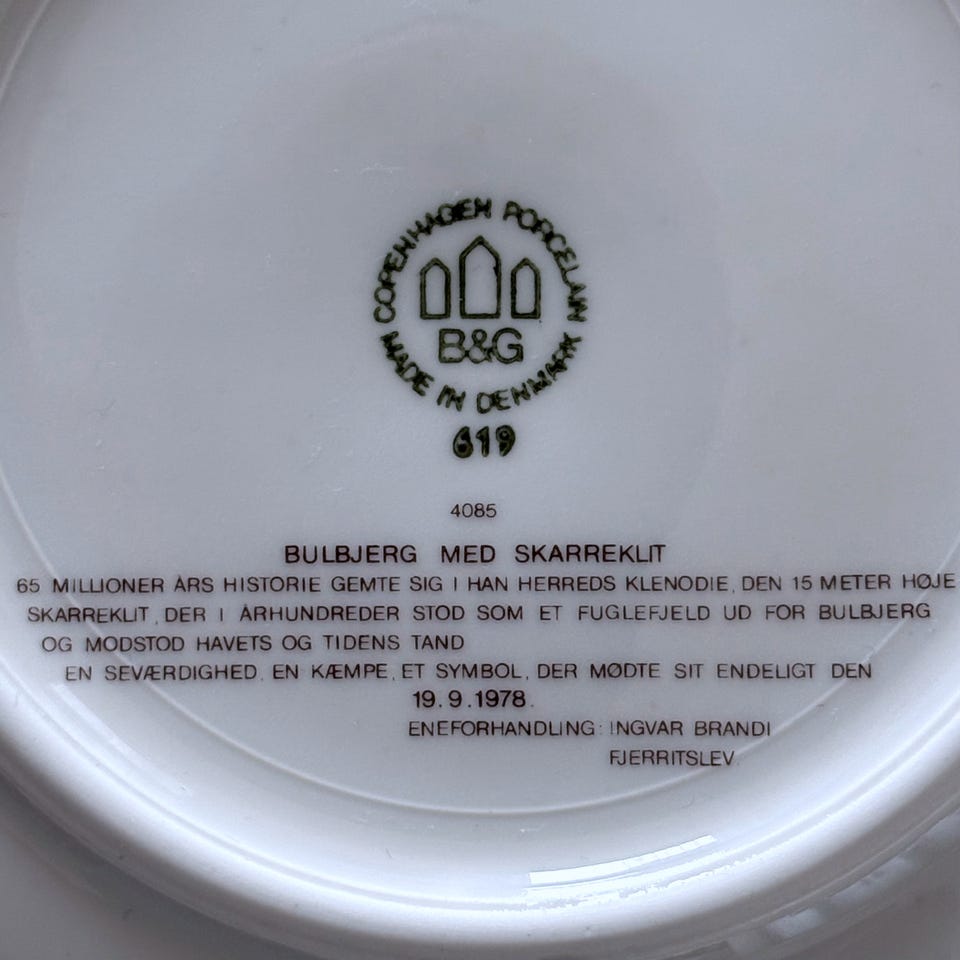 COPENHAGEN PORCELAIN
B&G
MADE IN DENMARK
619
4085
BULBJERG MED SKARREKLIT
65 MILLIONER ÅRS HISTORIE GEMTE SIG I HAN HERREDS KLENODIE, DEN 15 METER HØJE
SKARREKLIT, DER I ÅRHUNDREDER STOD SOM ET FUGLEFJELD UD FOR BULBJERG
OG MODSTOD HAVETS OG TIDENS TAND
EN SEVÆRDIGHED, EN KÆMPE, ET SYMBOL, DER MØDTE SIT ENDELIGT DEN
19.9.1978.
ENEFORHANDLING: INGVAR BRANDI
FJERRITSLEV.